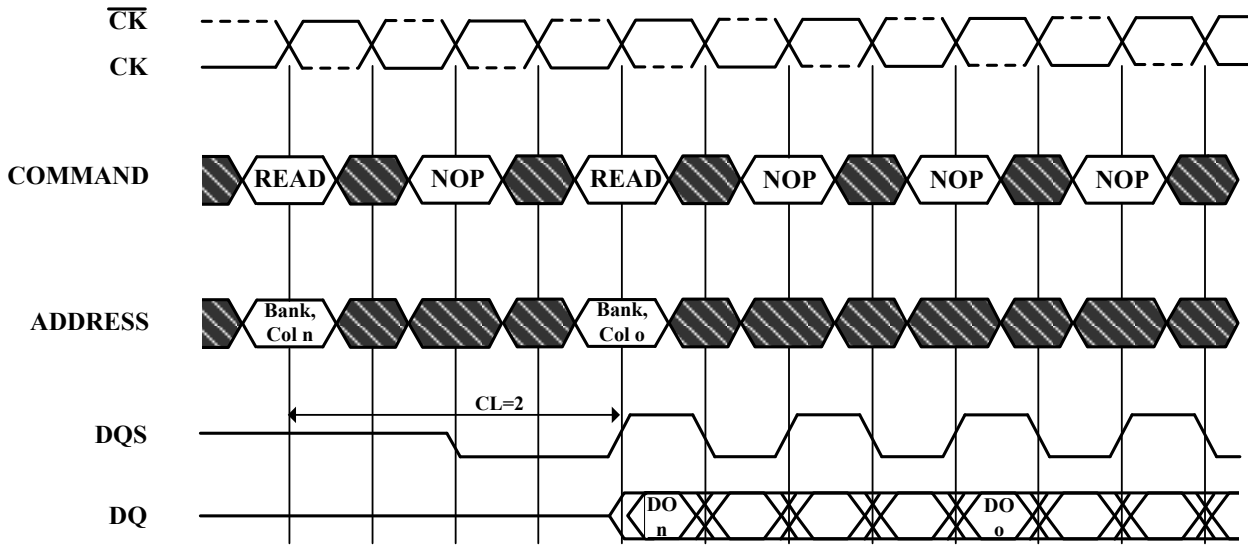 CK
CK
COMMAND READ NOP READ NOP NOP NOP
ADDRESS Bank, Col n Bank, Col o
CL=2
DQS
DQ DO n DO o